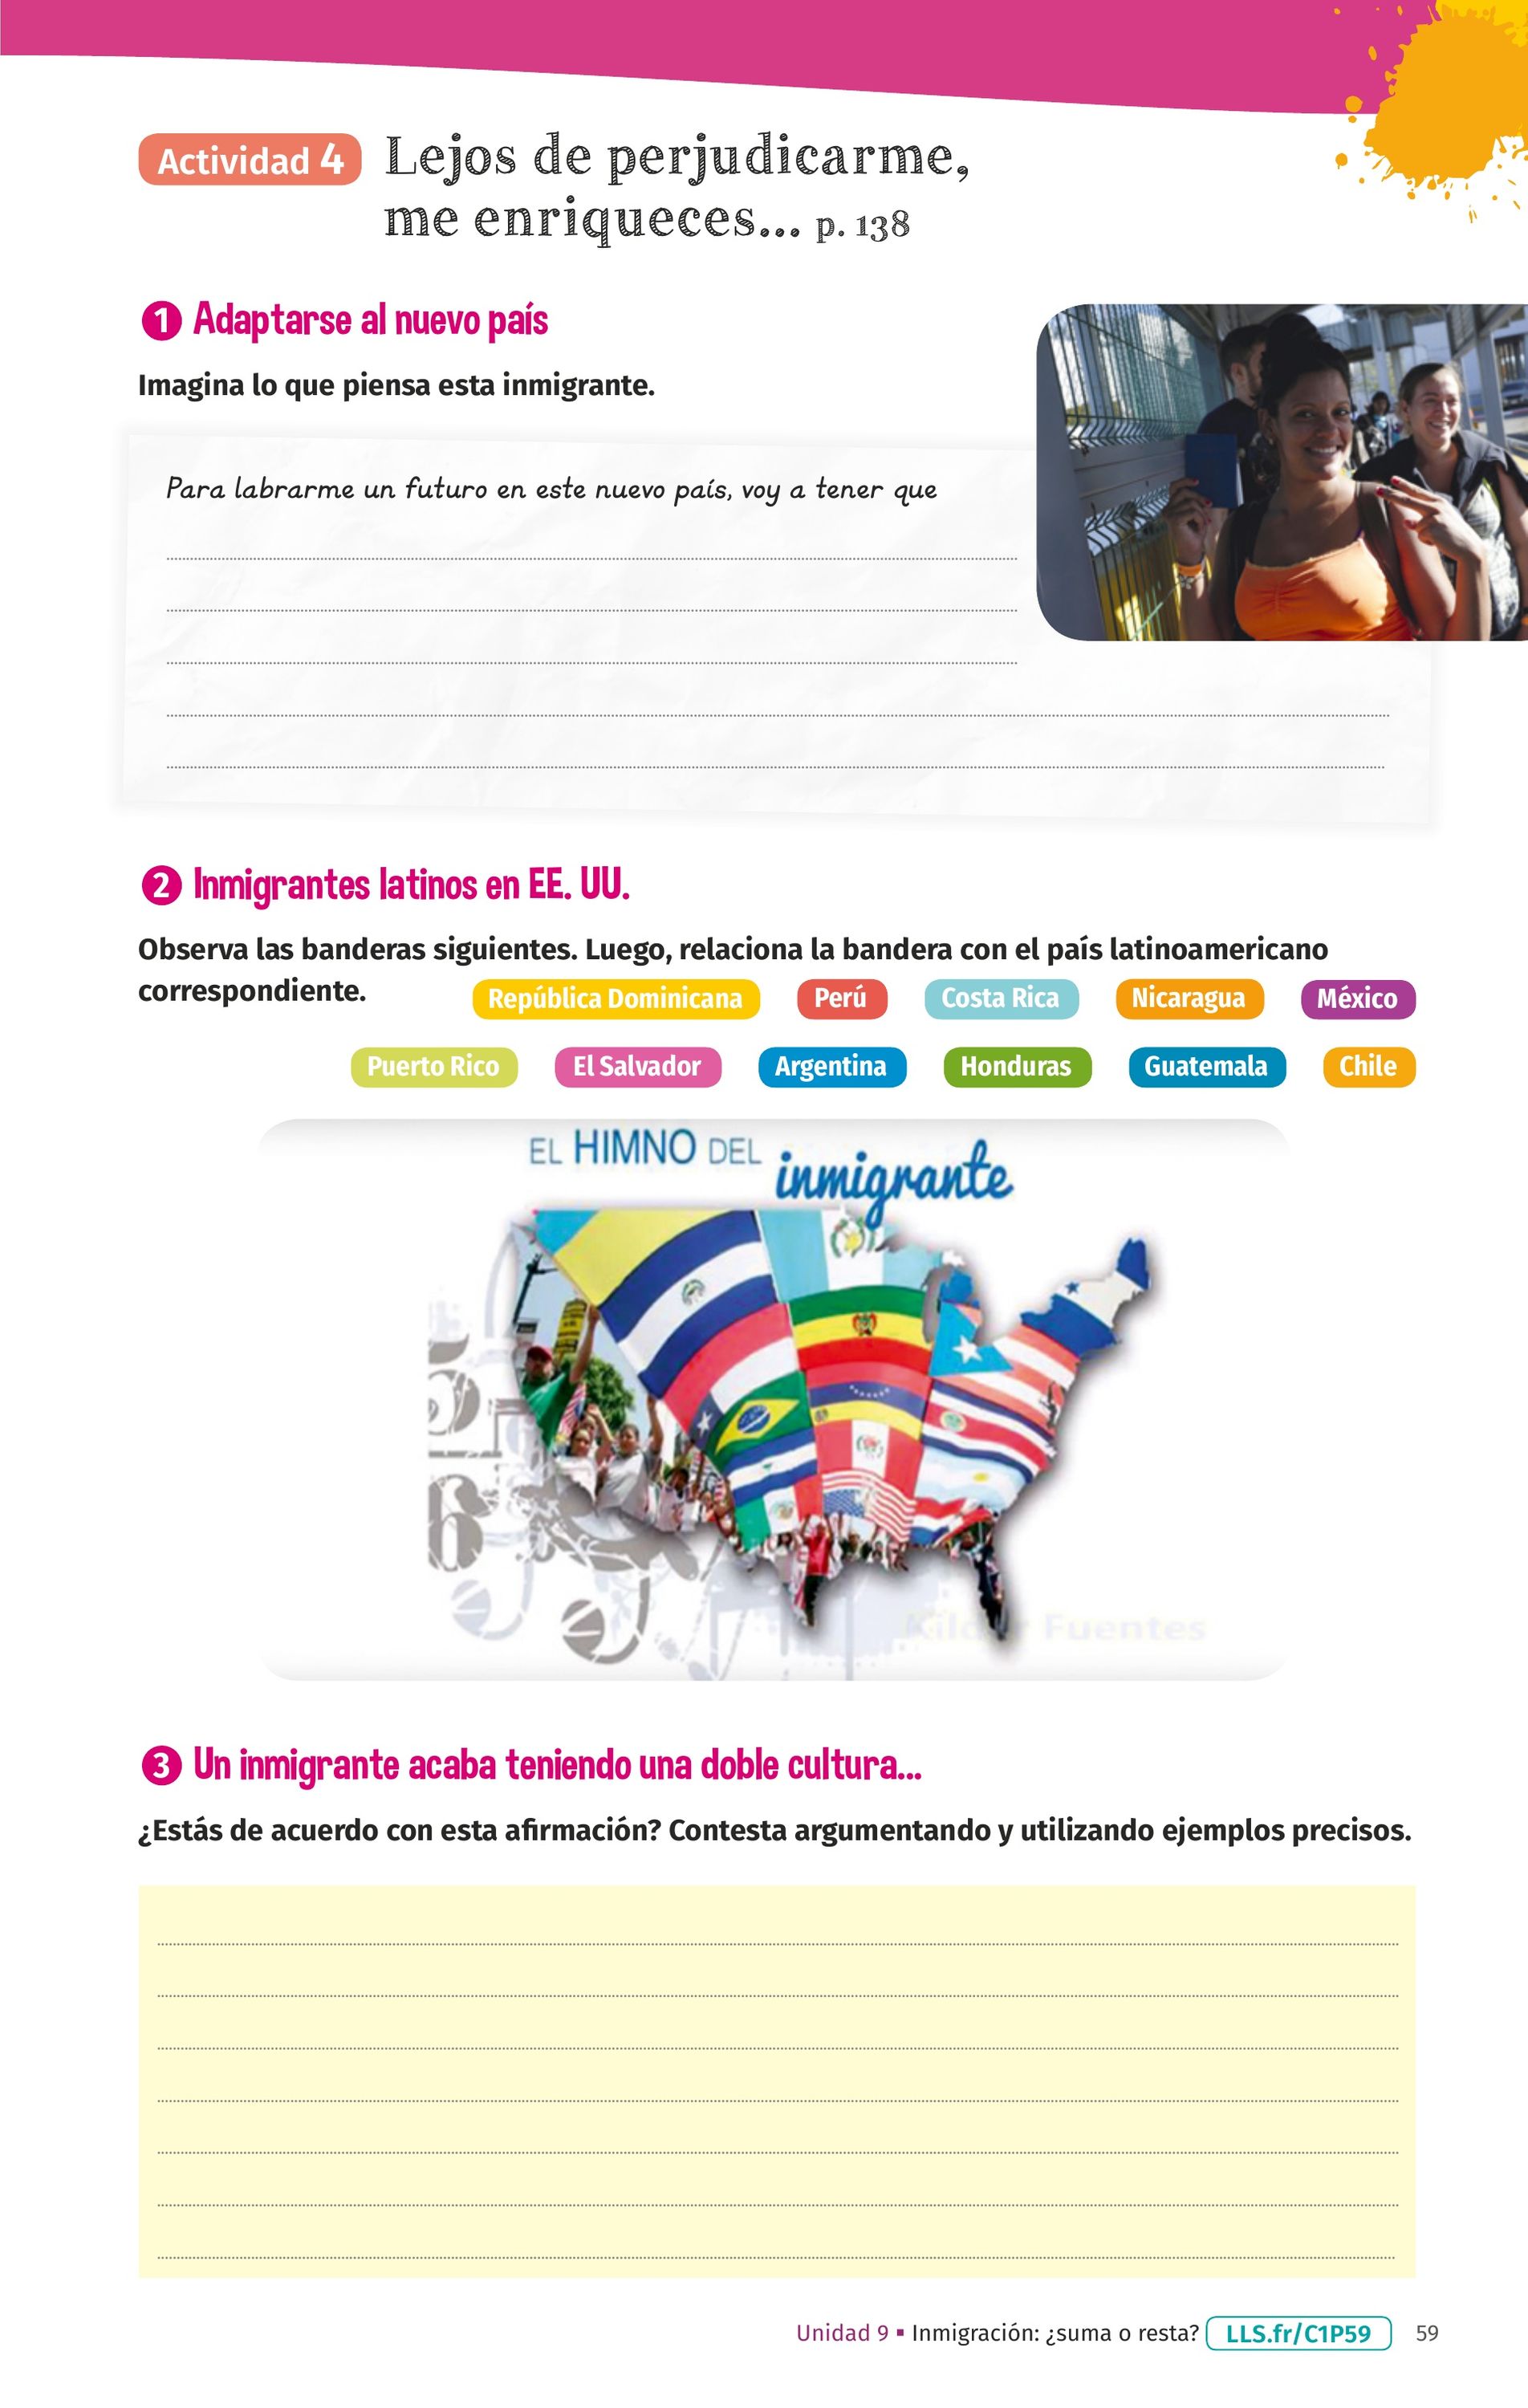 Actividad 4 Lejos de perjudicarme,
me enriqueces... p. 138
1 Adaptarse al nuevo país
Imagina lo que piensa esta inmigrante.
Para labrarme un futuro en este nuevo país, voy a tener que
2 Inmigrantes latinos en EE. UU.
Observa las banderas siguientes. Luego, relaciona la bandera con el país latinoamericano
correspondiente.
República Dominicana Perú Costa Rica Nicaragua México
Puerto Rico El Salvador Argentina Honduras Guatemala Chile
EL HIMNO DEL inmigrante
5
6
Fuentes
3 Un inmigrante acaba teniendo una doble cultura...
¿Estás de acuerdo con esta afirmación? Contesta argumentando y utilizando ejemplos precisos.
Unidad 9 ▪ Inmigración: ¿suma o resta? LLS.fr/C1P59 59